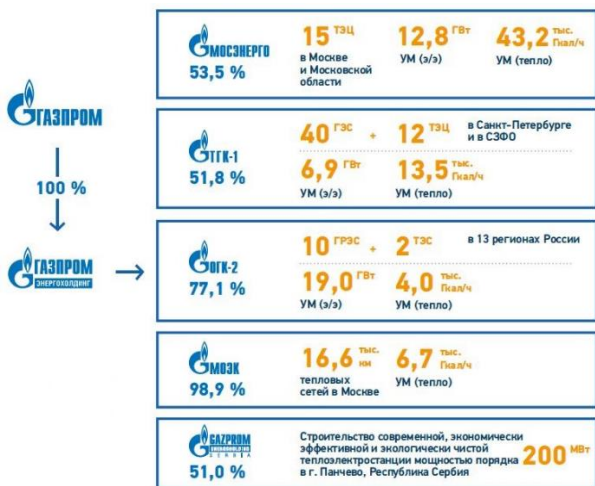 ГАЗПРОМ
100 %
ГАЗПРОМ
ЭНЕРГОХОЛДИНГ
МОСЭНЕРГО
53,5 %
15 ТЭЦ
в Москве
и Московской
области
12,8 ГВт
УМ (э/э)
43,2 тыс. Гкал/ч
УМ (тепло)
ТГК-1
51,8 %
40 ГЭС + 12 ТЭЦ
в Санкт-Петербурге
и в СЗФО
6,9 ГВт
УМ (э/э)
13,5 тыс. Гкал/ч
УМ (тепло)
ОГК-2
77,1 %
10 ГРЭС + 2 ТЭС
в 13 регионах России
19,0 ГВт
УМ (э/э)
4,0 тыс. Гкал/ч
УМ (тепло)
МОЭК
98,9 %
16,6 тыс. км
тепловых
сетей в Москве
6,7 тыс. Гкал/ч
УМ (тепло)
GAZPROM
ENERGOHOLDING
SERBIA
51,0 %
Строительство современной, экономически
эффективной и экологически чистой
теплоэлектростанции мощностью порядка 200 МВт
в г. Панчево, Республика Сербия